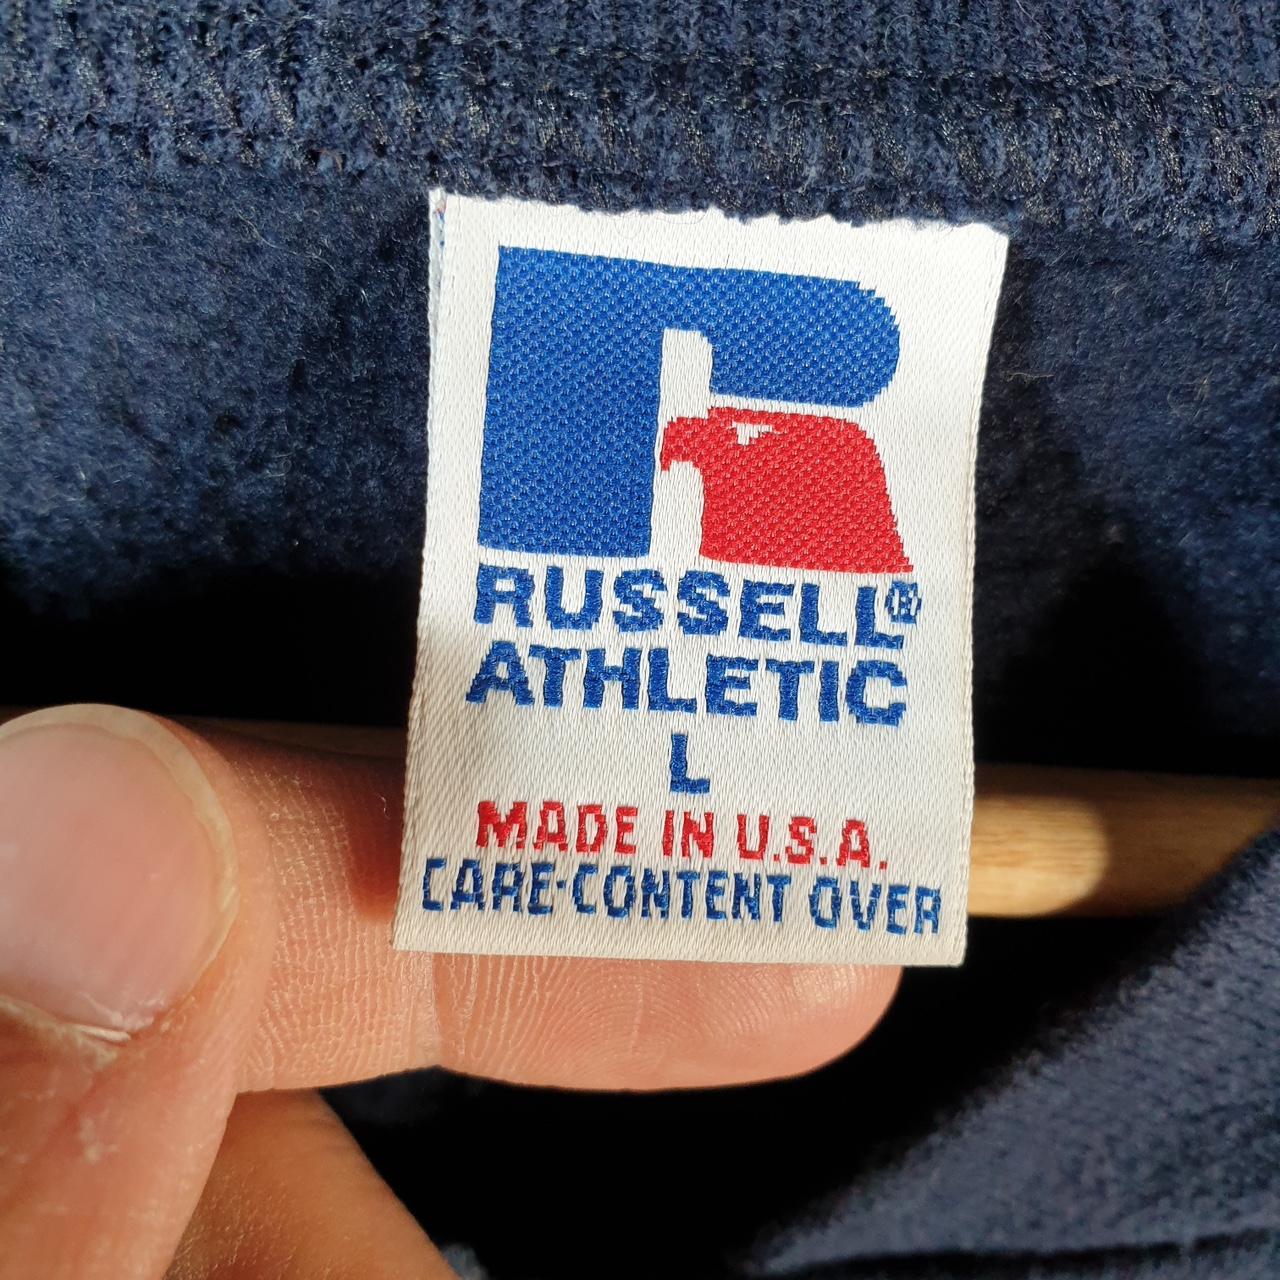 RUSSELL®
ATHLETIC
L
MADE IN U.S.A.
CARE·CONTENT OVER